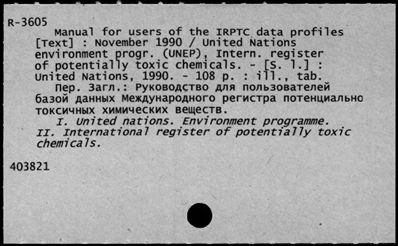 R-3605
Manual for users of the IRPTC data profiles
[Text] : November 1990 / United Nations
environment progr. (UNEP), Intern. register
of potentially toxic chemicals. - [S. l.] :
United Nations, 1990. - 108 p. : ill., tab.
Пер. Загл.: Руководство для пользователей
базой данных Международного регистра потенциально
токсичных химических веществ.
I. United nations. Environment programme.
II. International register of potentially toxic
chemicals.
403821